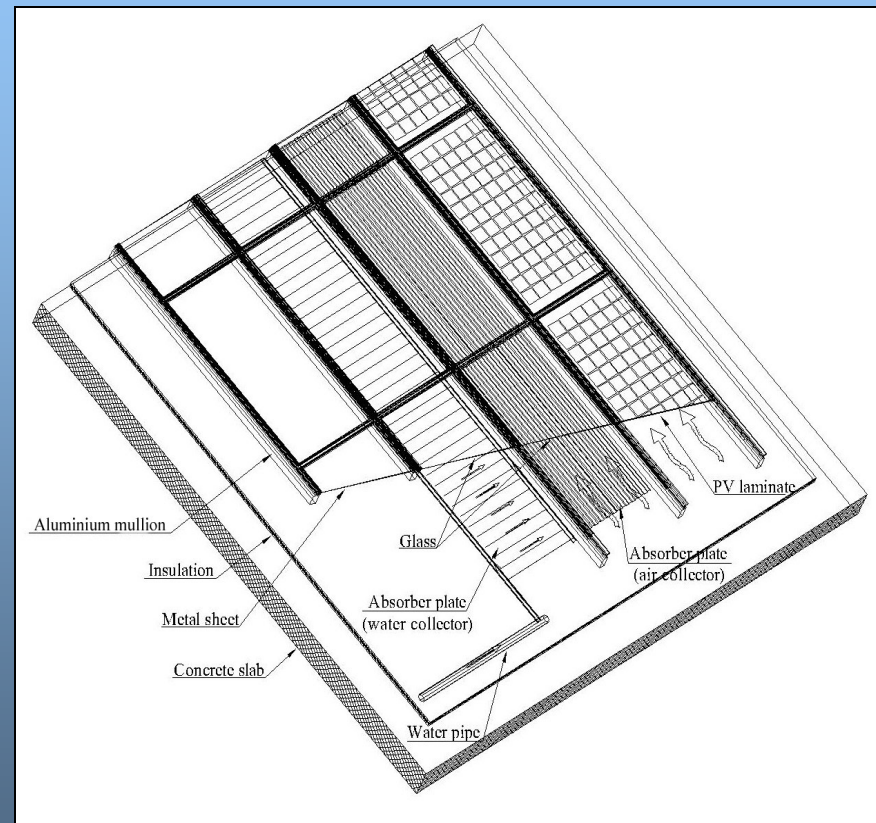 PV laminate
Aluminium mullion
Glass
Absorber plate
(air collector)
Insulation
Absorber plate
(water collector)
Metal sheet
Concrete slab
Water pipe